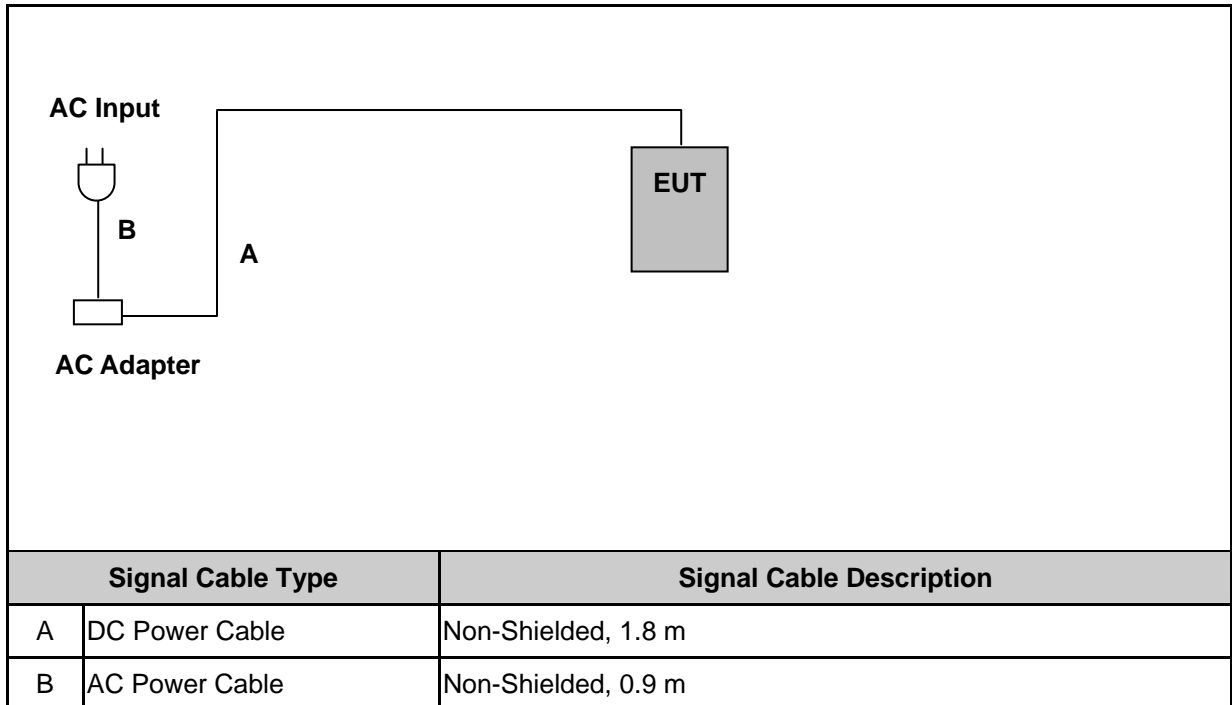 AC Input
EUT
B
A
AC Adapter
Signal Cable Type Signal Cable Description
A DC Power Cable Non-Shielded, 1.8 m
B AC Power Cable Non-Shielded, 0.9 m